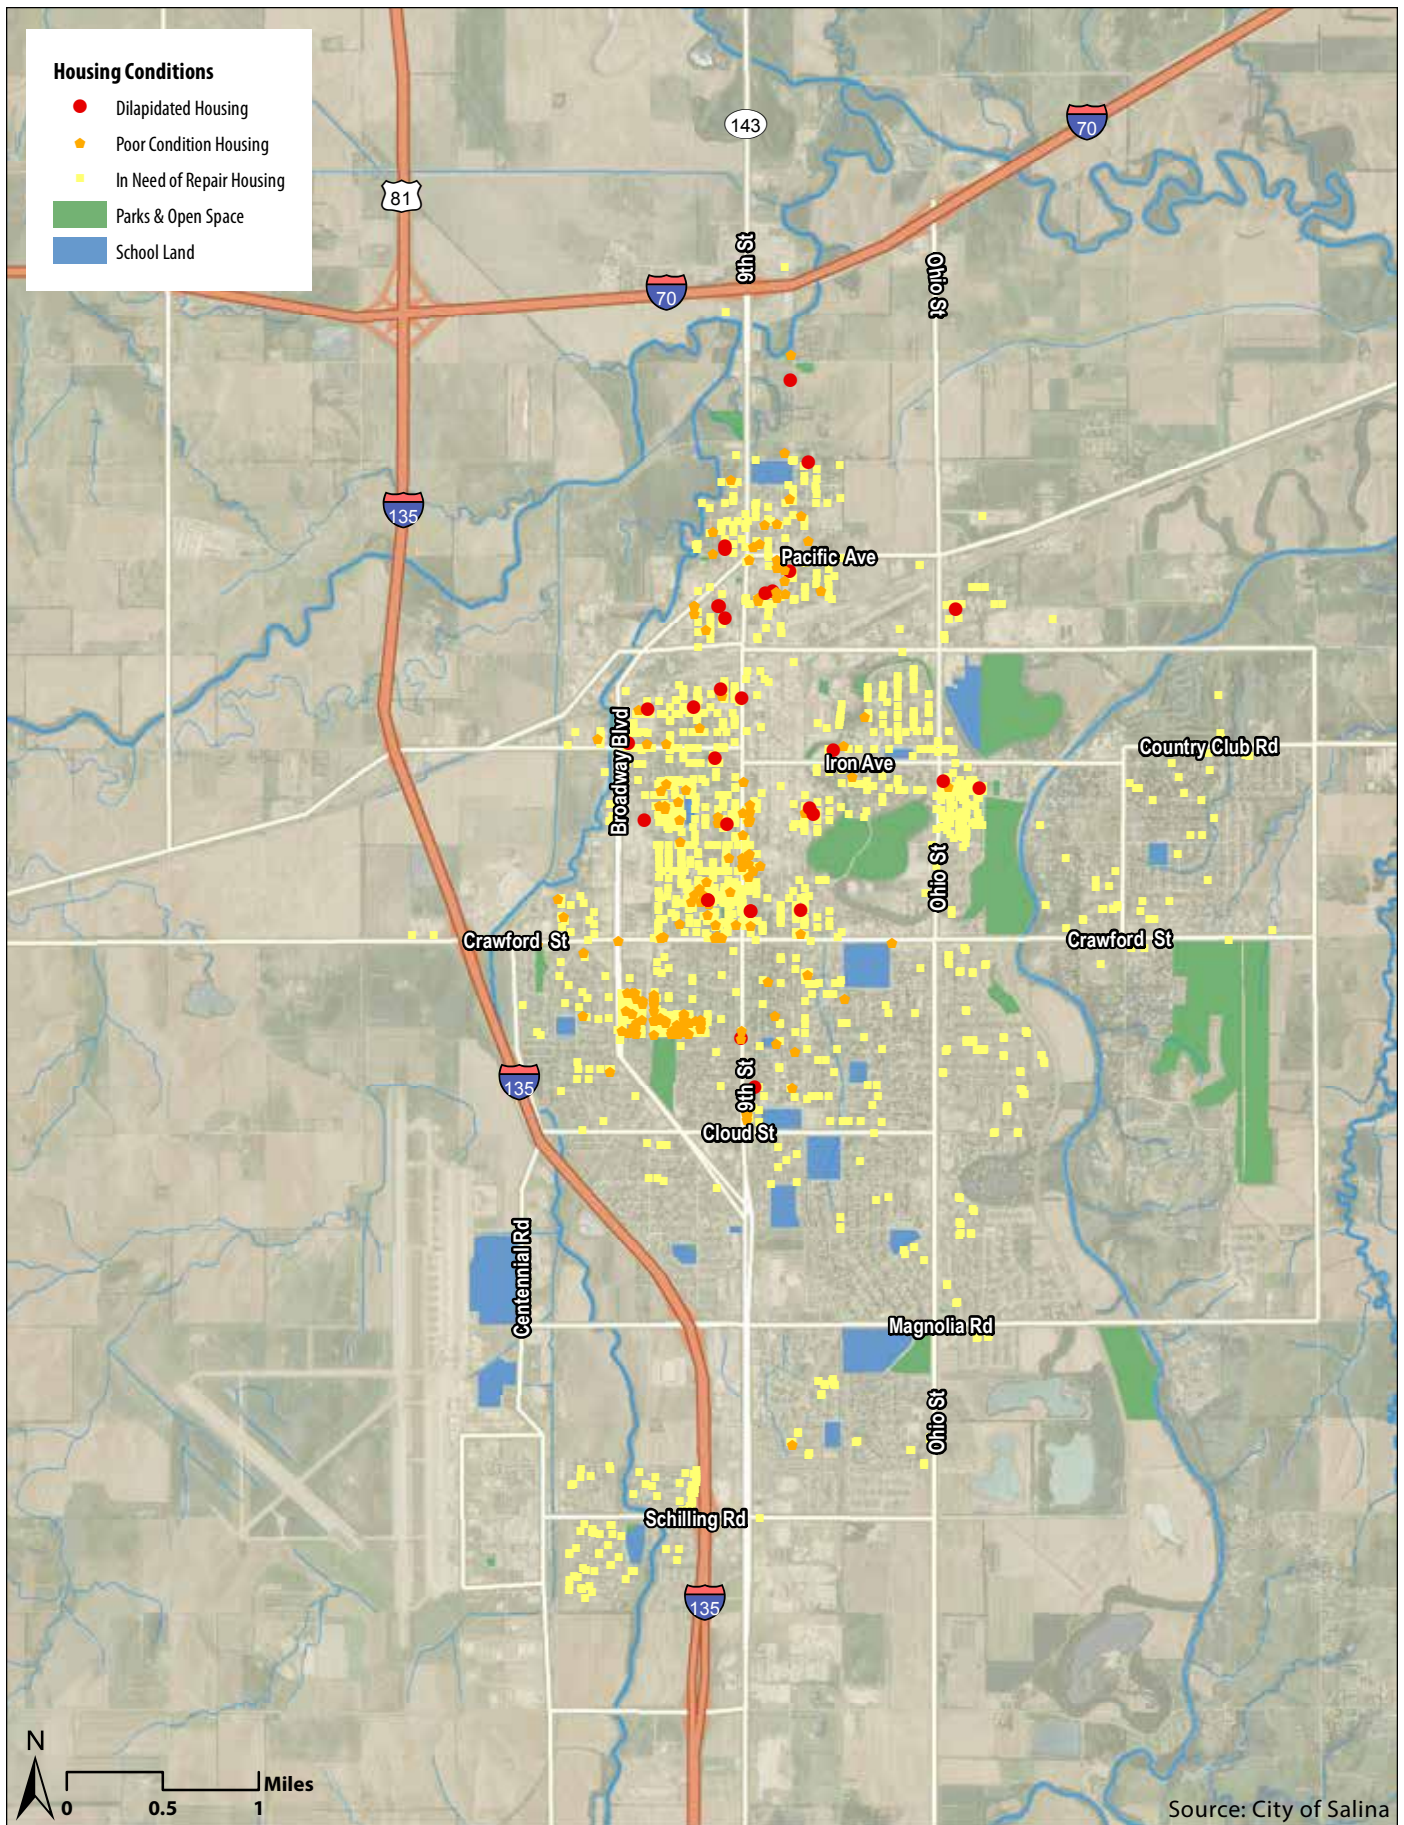 Housing Conditions
Dilapidated Housing
Poor Condition Housing
In Need of Repair Housing
Parks & Open Space
School Land
143
70
81
9th St
Ohio St
70
135
Pacific Ave
Broadway Blvd
Country Club Rd
Iron Ave
Ohio St
Crawford St
Crawford St
135
9th St
Cloud St
Centennial Rd
Magnolia Rd
Ohio St
Schilling Rd
135
N
Miles
0 0.5 1
Source: City of Salina